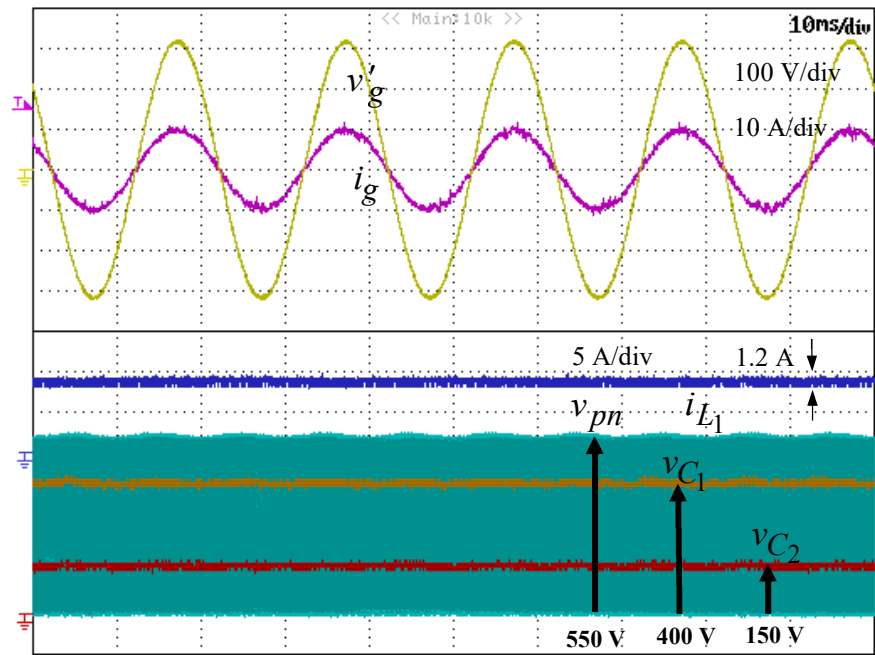 << Main:10k >>
10ms/div
v'g
100 V/div
10 A/div
T
ig
5 A/div
1.2 A
vpn
iL1
vC1
vC2
550 V
400 V
150 V